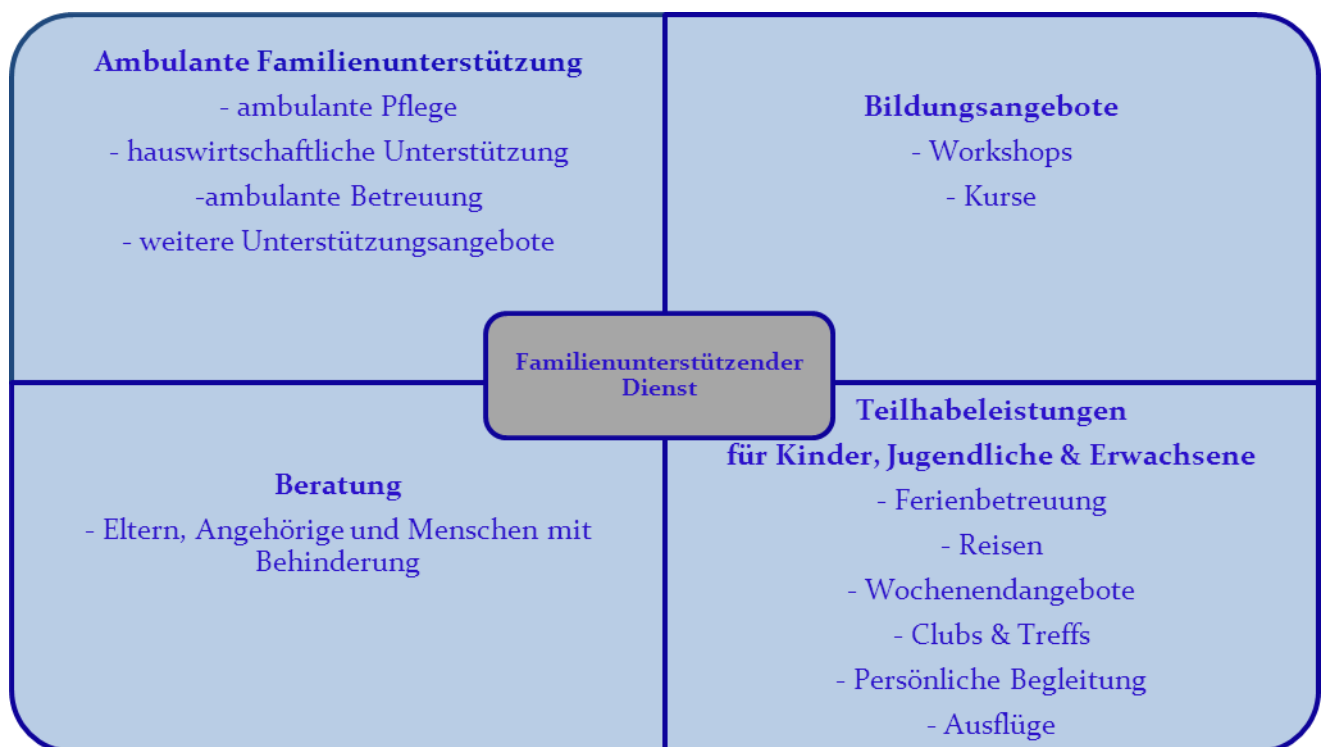 Ambulante Familienunterstützung
- ambulante Pflege
- hauswirtschaftliche Unterstützung
-ambulante Betreuung
- weitere Unterstützungsangebote
Bildungsangebote
- Workshops
- Kurse
Familienunterstützender
Dienst
Beratung
- Eltern, Angehörige und Menschen mit
Behinderung
Teilhabeleistungen
für Kinder, Jugendliche & Erwachsene
- Ferienbetreuung
- Reisen
- Wochenendangebote
- Clubs & Treffs
- Persönliche Begleitung
- Ausflüge